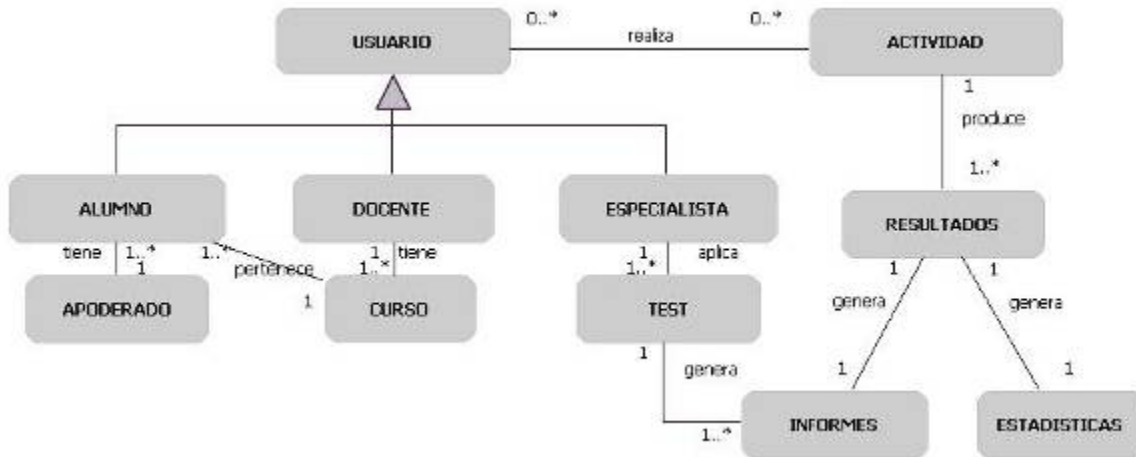 0..*
0..*
USUARIO
realiza
ACTIVIDAD
1
produce
1..*
ALUMNO
DOCENTE
ESPECIALISTA
RESULTADOS
tiene
1..*
1..*
1
tiene
1
aplica
1
pertenece
1..*
1..*
1
1
1
APODERADO
CURSO
TEST
genera
genera
1
genera
1
1
1..*
INFORMES
ESTADISTICAS